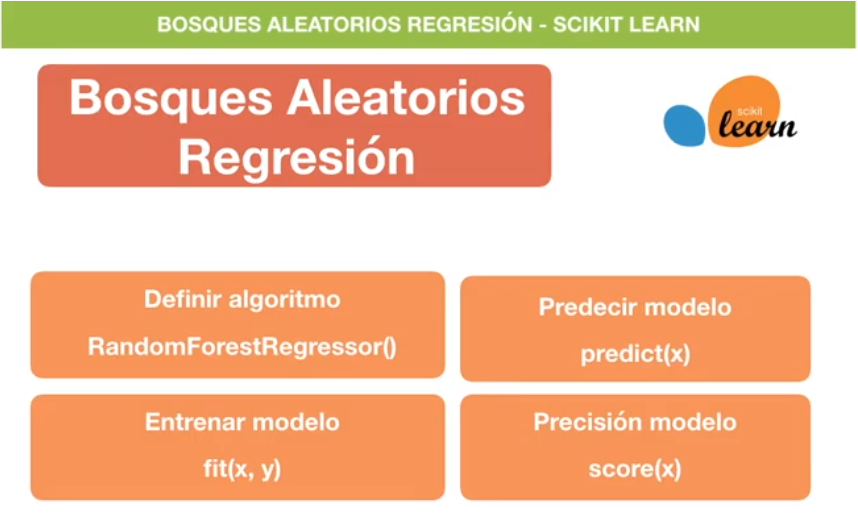 BOSQUES ALEATORIOS REGRESIÓN - SCIKIT LEARN
Bosques Aleatorios
Regresión
scikit
learn
Definir algoritmo
RandomForestRegressor()
Predecir modelo
predict(x)
Entrenar modelo
fit(x, y)
Precisión modelo
score(x)